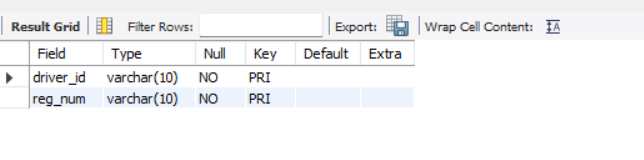 Result Grid Filter Rows: Export: Wrap Cell Content: IA
Field Type Null Key Default Extra
driver_id varchar(10) NO PRI
reg_num varchar(10) NO PRI